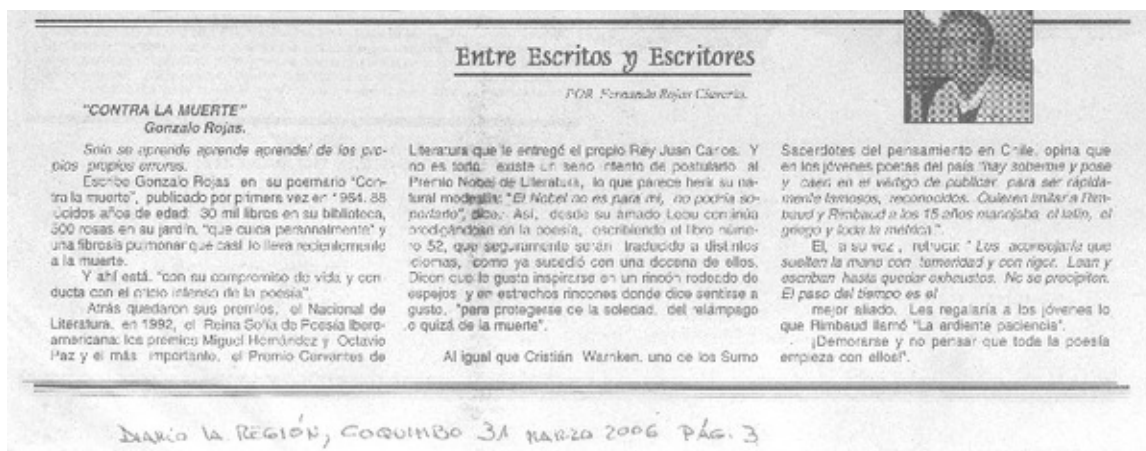 Entre Escritos y Escritores
POR Fernando Rojas
"CONTRA LA MUERTE"
Gonzalo Rojas.
Solo se aprende aprende aprende/ de los pro-
pios propios errores.
Escribe Gonzalo Rojas en su poemario "Con-
tra la muerte", publicado por primera vez en 1964. 88
lúcidos años de edad 30 mil libros en su biblioteca,
500 rosas en su jardín, "que cuida personalmente" y
una fibrosis pulmonar que casi lo lleva recientemente
a la muerte.
Y ahí está. "con su compromiso de vida y con-
ducta con el oficio intenso de la poesía".
Atrás quedaron sus premios, el Nacional de
Literatura, en 1992, el Reina Sofía de Poesía Ibero-
americana; los premios Miguel Hernández y Octavio
Paz y el más importante, el Premio Cervantes de
Literatura que le entregó el propio Rey Juan Carlos. Y
no es todo: existe un serio intento de postularlo al
Premio Nobel de Literatura, lo que parece herir su na-
tural modestia: "El Nobel no es para mí, no podría so-
portarlo", dice. Así, desde su amado Lebu continúa
prodigándose en la poesía, escribiendo el libro núme-
ro 52, que seguramente serán traducido a distintos
idiomas, como ya sucedió con una docena de ellos.
Dicen que le gusta inspirarse en un rincón rodeado de
espejos y en estrechos rincones donde dice sentirse a
gusto, "para protegerse de la soledad, del relámpago
o quizá de la muerte".
Al igual que Cristián Warnken, uno de los Sumo
Sacerdotes del pensamiento en Chile, opina que
en los jóvenes poetas del país "hay soberbia y pose
y caen en el vértigo de publicar para ser rápida-
mente famosos, reconocidos. Quieren imitar a Rim-
baud y Rimbaud a los 15 años manejaba el latín, el
griego y toda la métrica".
El, a su vez, retruca: "Les aconsejaría que
suelten la mano con temeridad y con rigor. Lean y
escriban hasta quedar exhaustos. No se precipiten.
El paso del tiempo es el
mejor aliado. Les regalaría a los jóvenes lo
que Rimbaud llamó "La ardiente paciencia".
¡Demorarse y no pensar que toda la poesía
empieza con ellos!".
DIARIO LA REGIÓN, COQUIMBO 31 MARZO 2006 PÁG. 3